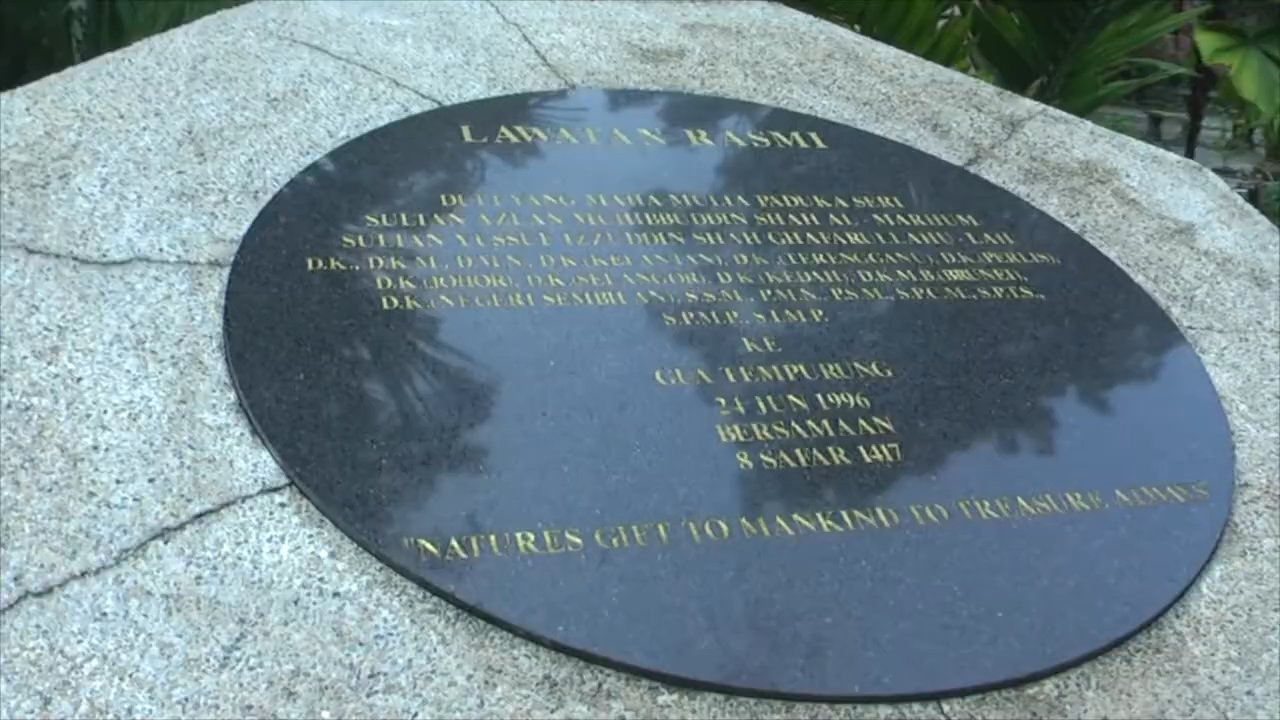 LAWATAN RASMI
DULI YANG MAHA MULIA PADUKA SERI
SULTAN AZLAN MUHIBBUDDIN SHAH AL - MARHUM
SULTAN YUSSUF IZZUDDIN SHAH GHAFARULLAHU - LAH
D.K., D.K.M., D.M.N., D.K.(KELANTAN), D.K.(TERENGGANU), D.K.(PERLIS),
D.K.(JOHOR), D.K.(SELANGOR), D.K.(KEDAH), D.K.M.B.(BRUNEI),
D.K.(NEGERI SEMBILAN), S.S.M., P.M.N., P.S.M., S.P.C.M., S.P.T.S.,
S.P.M.P., S.I.M.P.
KE
GUA TEMPURUNG
24 JUN 1996
BERSAMAAN
8 SAFAR 1417
"NATURES GIFT TO MANKIND TO TREASURE ALWAYS"